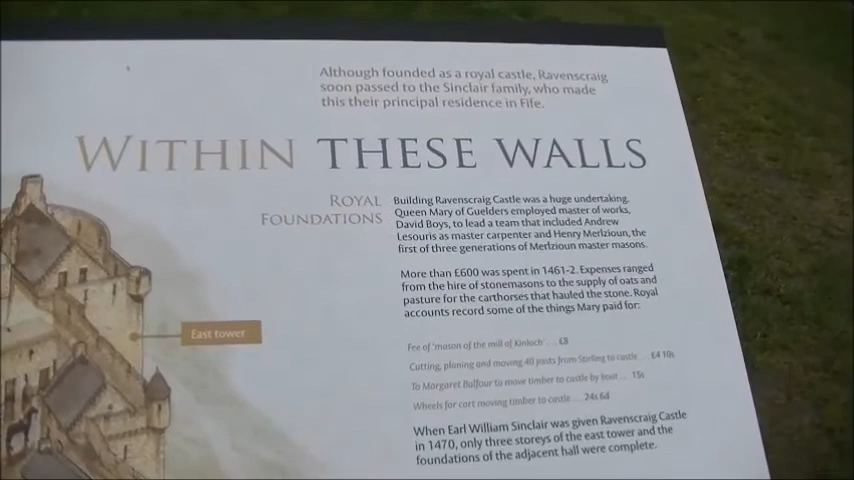 Although founded as a royal castle, Ravenscraig
soon passed to the Sinclair family, who made
this their principal residence in Fife.
WITHIN THESE WALLS
ROYAL
FOUNDATIONS
Building Ravenscraig Castle was a huge undertaking.
Queen Mary of Guelders employed master of works,
David Boys, to lead a team that included Andrew
Lesouris as master carpenter and Henry Merlzioun, the
first of three generations of Merlzioun master masons.
More than £600 was spent in 1461-2. Expenses ranged
from the hire of stonemasons to the supply of oats and
pasture for the carthorses that hauled the stone. Royal
accounts record some of the things Mary paid for:
Fee of 'mason of the mill of Kinloch' ... £8
Cutting, planing and moving 40 joists from Stirling to castle ... £4 10s
To Margaret Balfour to move timber to castle by boat ... 15s
Wheels for cart moving timber to castle ... 24s 6d
When Earl William Sinclair was given Ravenscraig Castle
in 1470, only three storeys of the east tower and the
foundations of the adjacent hall were complete.
East tower